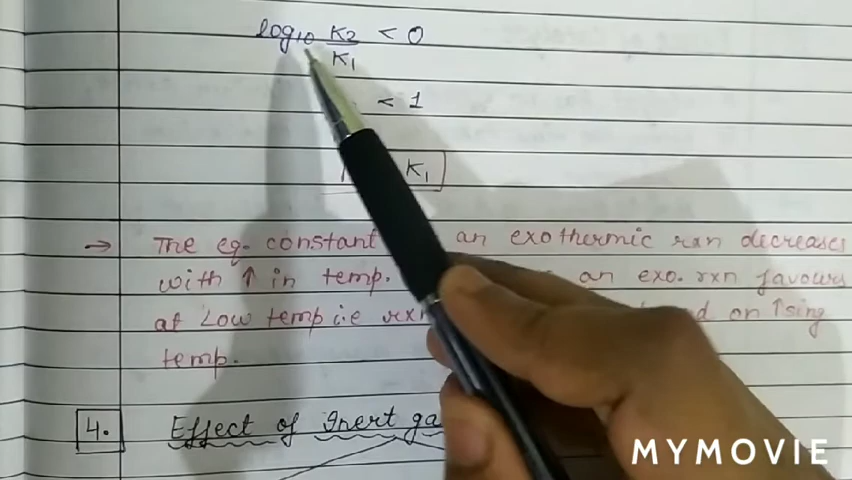 log10 K2/K1 < 0
< 1
K1
→ The eq. constant an exothermic rxn decreases
with ↑ in temp. an exo. rxn favours
at Low temp i.e rxn d on ↑sing
temp.
4. Effect of Inert ga
MYMOVIE